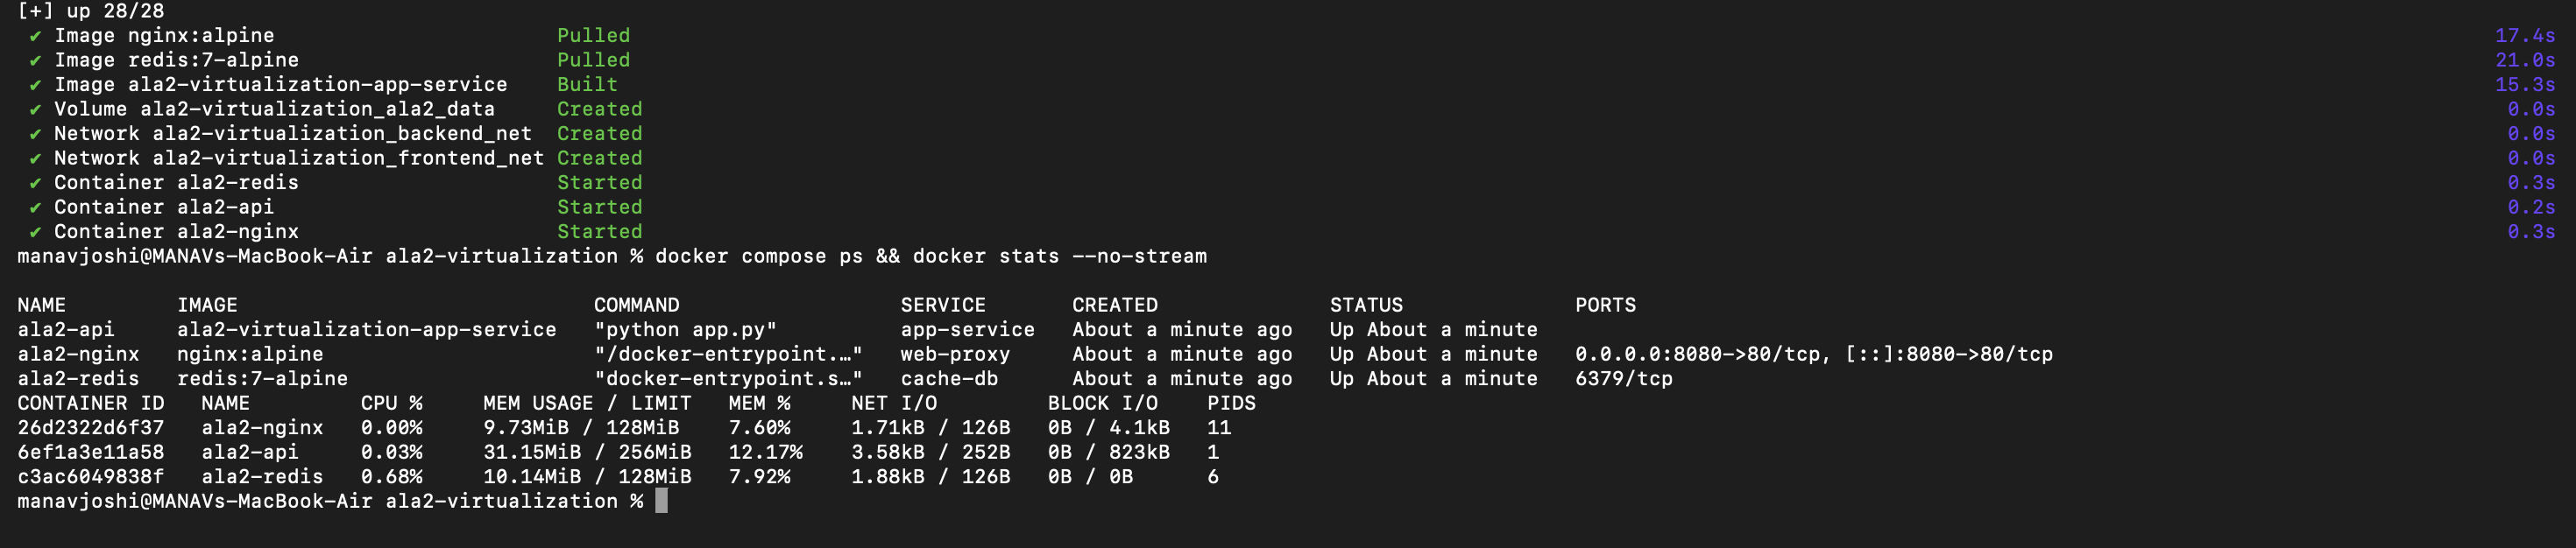 [+] up 28/28
✔ Image nginx:alpine Pulled 17.4s
✔ Image redis:7-alpine Pulled 21.0s
✔ Image ala2-virtualization-app-service Built 15.3s
✔ Volume ala2-virtualization_ala2_data Created 0.0s
✔ Network ala2-virtualization_backend_net Created 0.0s
✔ Network ala2-virtualization_frontend_net Created 0.0s
✔ Container ala2-redis Started 0.3s
✔ Container ala2-api Started 0.2s
✔ Container ala2-nginx Started 0.3s
manavjoshi@MANAVs-MacBook-Air ala2-virtualization % docker compose ps && docker stats --no-stream
NAME IMAGE COMMAND SERVICE CREATED STATUS PORTS
ala2-api ala2-virtualization-app-service "python app.py" app-service About a minute ago Up About a minute
ala2-nginx nginx:alpine "/docker-entrypoint.…" web-proxy About a minute ago Up About a minute 0.0.0.0:8080->80/tcp, [::]:8080->80/tcp
ala2-redis redis:7-alpine "docker-entrypoint.s…" cache-db About a minute ago Up About a minute 6379/tcp
CONTAINER ID NAME CPU % MEM USAGE / LIMIT MEM % NET I/O BLOCK I/O PIDS
26d2322d6f37 ala2-nginx 0.00% 9.73MiB / 128MiB 7.60% 1.71kB / 126B 0B / 4.1kB 11
6ef1a3e11a58 ala2-api 0.03% 31.15MiB / 256MiB 12.17% 3.58kB / 252B 0B / 823kB 1
c3ac6049838f ala2-redis 0.68% 10.14MiB / 128MiB 7.92% 1.88kB / 126B 0B / 0B 6
manavjoshi@MANAVs-MacBook-Air ala2-virtualization %